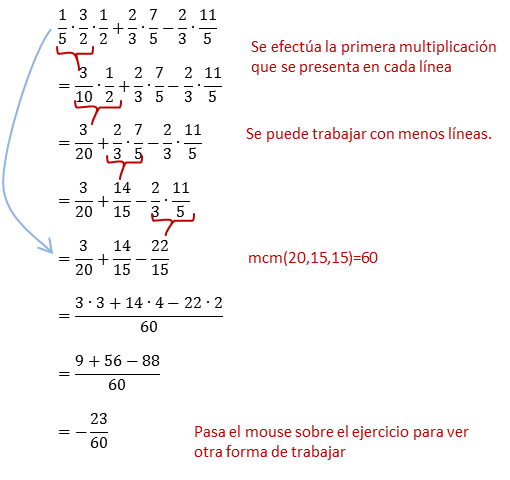 1/5 · 3/2 · 1/2 + 2/3 · 7/5 − 2/3 · 11/5
Se efectúa la primera multiplicación
que se presenta en cada línea
= 3/10 · 1/2 + 2/3 · 7/5 − 2/3 · 11/5
= 3/20 + 2/3 · 7/5 − 2/3 · 11/5
Se puede trabajar con menos líneas.
= 3/20 + 14/15 − 2/3 · 11/5
= 3/20 + 14/15 − 22/15
mcm(20,15,15)=60
= (3 · 3 + 14 · 4 − 22 · 2)/60
= (9 + 56 − 88)/60
= − 23/60
Pasa el mouse sobre el ejercicio para ver
otra forma de trabajar